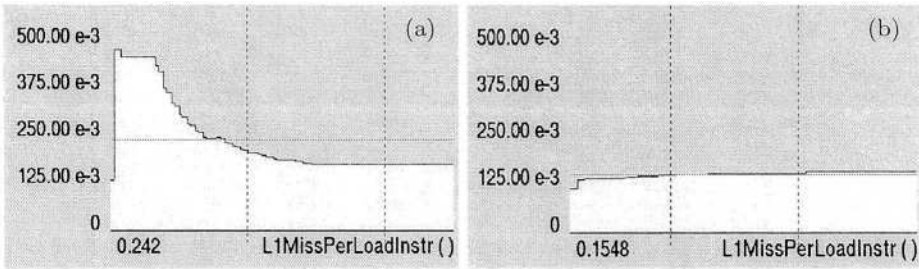 (a)
500.00 e-3
375.00 e-3
250.00 e-3
125.00 e-3
0
0.242 L1MissPerLoadInstr ()
(b)
500.00 e-3
375.00 e-3
250.00 e-3
125.00 e-3
0
0.1548 L1MissPerLoadInstr ()